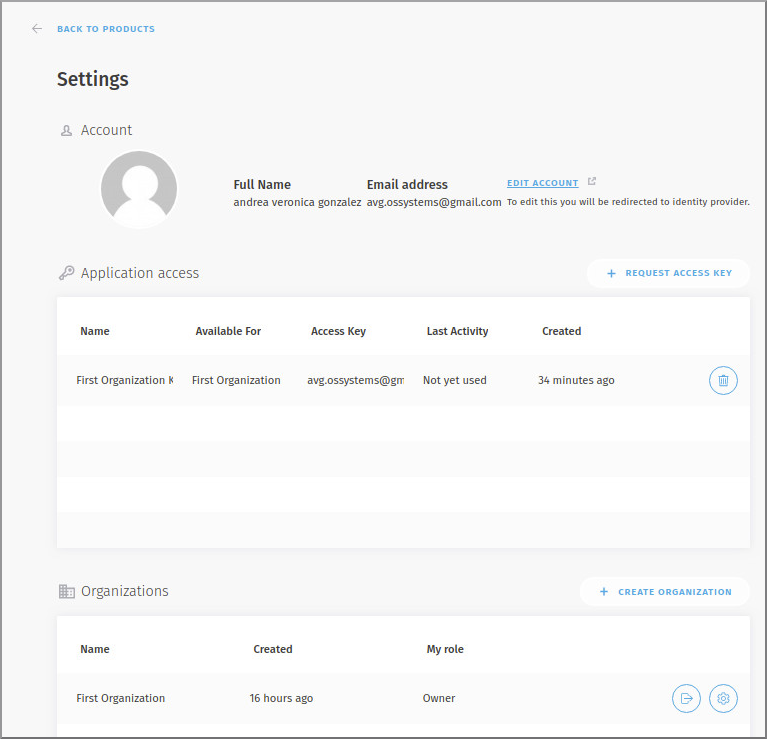 BACK TO PRODUCTS
Settings
Account
Full Name Email address EDIT ACCOUNT
andrea veronica gonzalez avg.ossystems@gmail.com To edit this you will be redirected to identity provider.
Application access + REQUEST ACCESS KEY
Name Available For Access Key Last Activity Created
First Organization K First Organization avg.ossystems@gm Not yet used 34 minutes ago
Organizations + CREATE ORGANIZATION
Name Created My role
First Organization 16 hours ago Owner